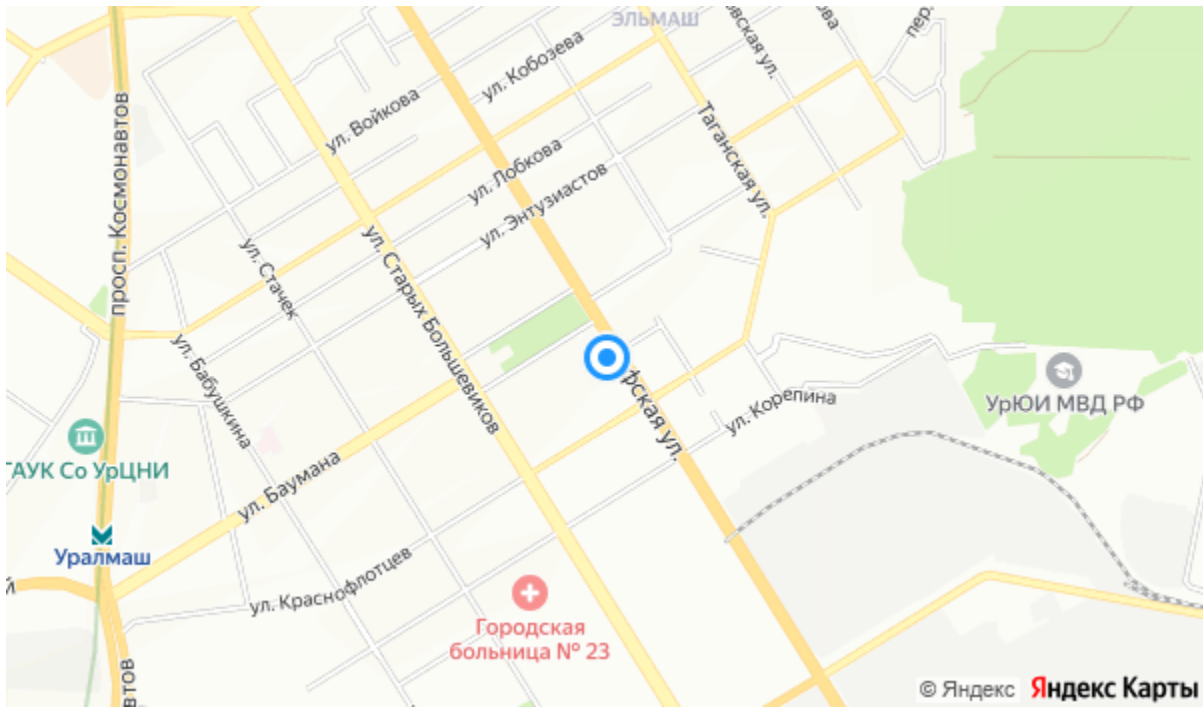 ЭЛЬМАШ
ул. Кобозева
ул. Войкова
просп. Космонавтов
ул. Лобкова
Таганская ул.
ул. Энтузиастов
ул. Стачек
ул. Старых Большевиков
ул. Бабушкина
УрЮИ МВД РФ
ул. Корепина
ГАУК Со УрЦНИ
ул. Баумана
Уралмаш
ул. Краснофлотцев
Городская
больница № 23
© Яндекс Яндекс Карты